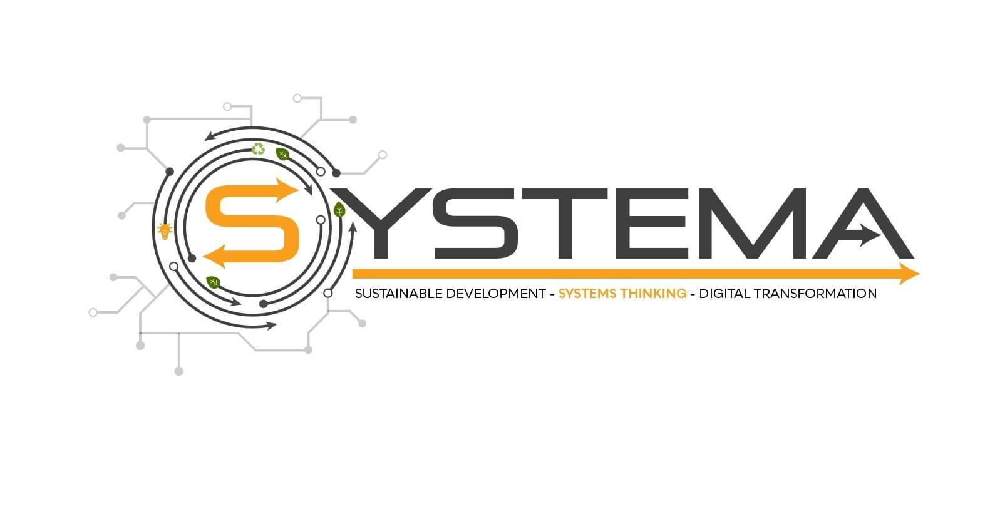 SYSTEMA
SUSTAINABLE DEVELOPMENT - SYSTEMS THINKING - DIGITAL TRANSFORMATION